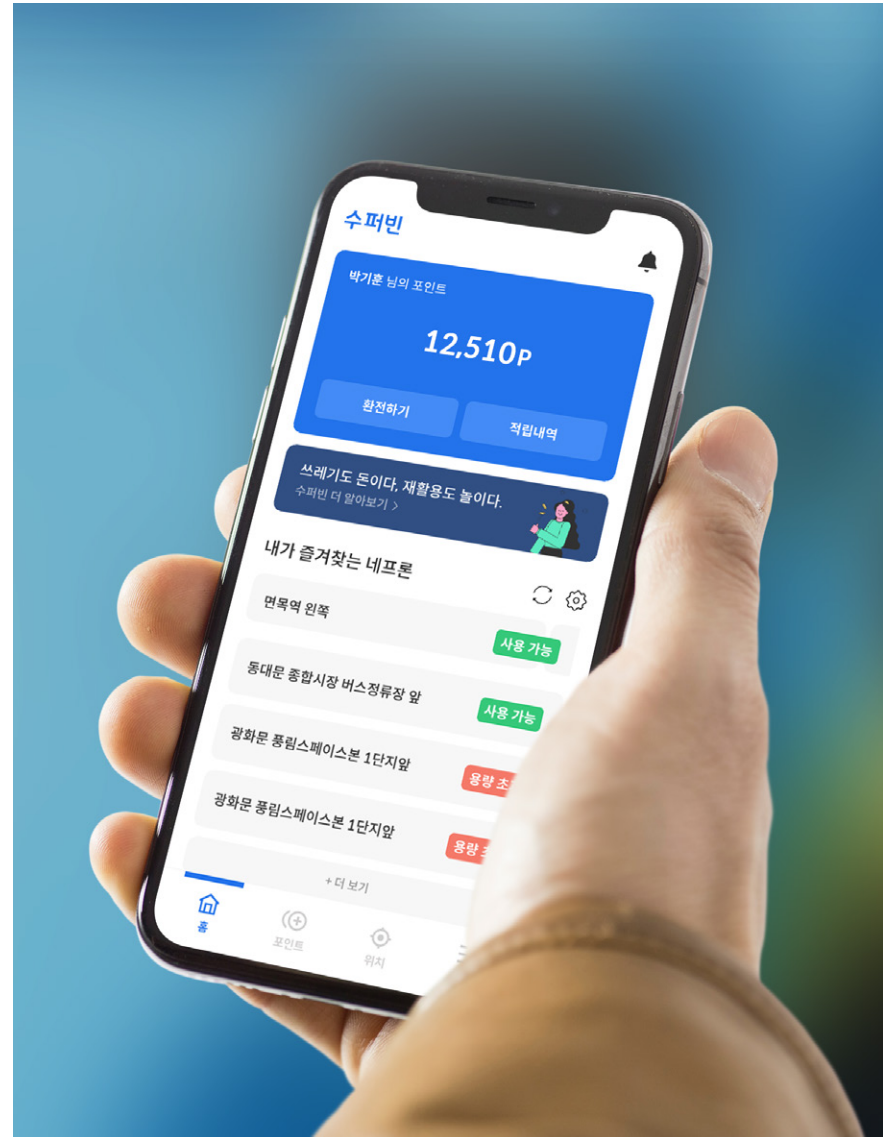 수퍼빈
박기훈 님의 포인트
12,510P
환전하기
적립내역
쓰레기도 돈이다, 재활용도 놀이다.
수퍼빈 더 알아보기 >
내가 즐겨찾는 네프론
면목역 왼쪽
사용 가능
동대문 종합시장 버스정류장 앞
사용 가능
광화문 풍림스페이스본 1단지앞
용량
광화문 풍림스페이스본 1단지앞
용량
+ 더 보기
홈
포인트
위치